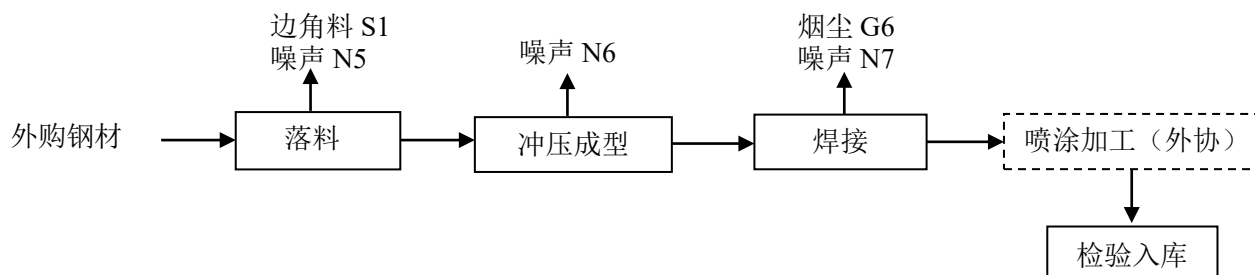 边角料 S1
噪声 N5
噪声 N6
烟尘 G6
噪声 N7
外购钢材
落料
冲压成型
焊接
喷涂加工（外协）
检验入库